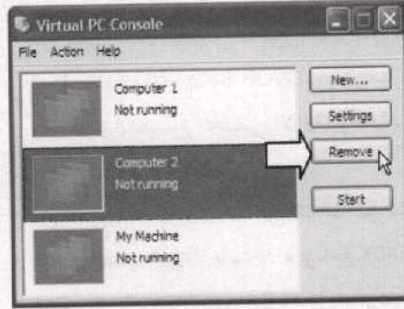 Virtual PC Console
File Action Help
Computer 1
Not running
Computer 2
Not running
My Machine
Not running
New...
Settings
Remove
Start